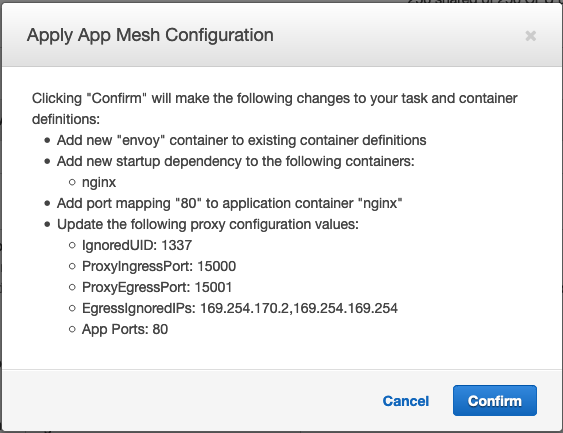 Apply App Mesh Configuration
Clicking "Confirm" will make the following changes to your task and container
definitions:
Add new "envoy" container to existing container definitions
Add new startup dependency to the following containers:
nginx
Add port mapping "80" to application container "nginx"
Update the following proxy configuration values:
IgnoredUID: 1337
ProxyIngressPort: 15000
ProxyEgressPort: 15001
EgressIgnoredIPs: 169.254.170.2,169.254.169.254
App Ports: 80
Cancel
Confirm